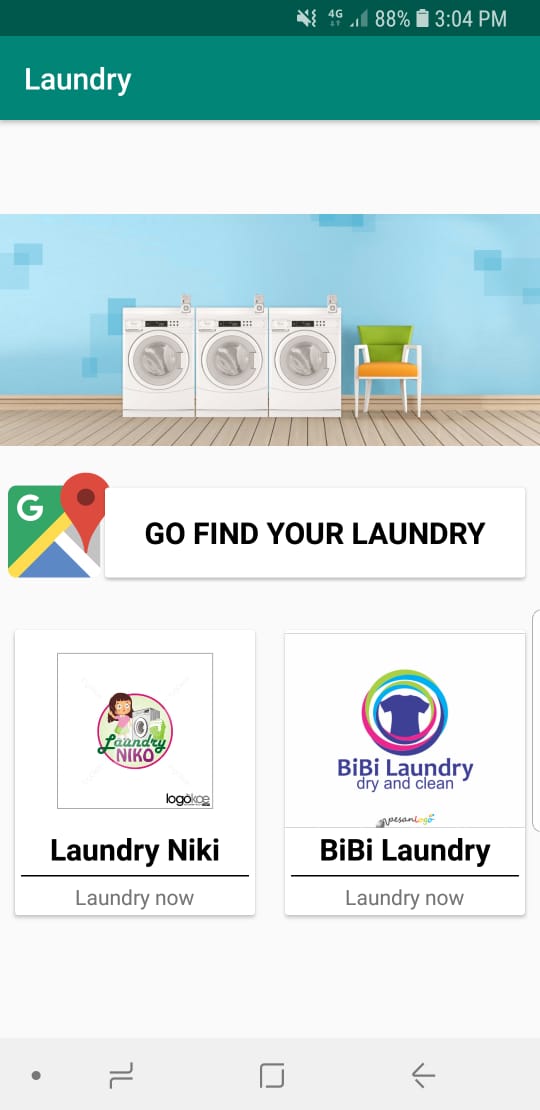 4G 88% 3:04 PM
Laundry
G
GO FIND YOUR LAUNDRY
Laundry
NIKO
logokoe
Laundry Niki
Laundry now
BiBi Laundry
dry and clean
pesanlogo
BiBi Laundry
Laundry now